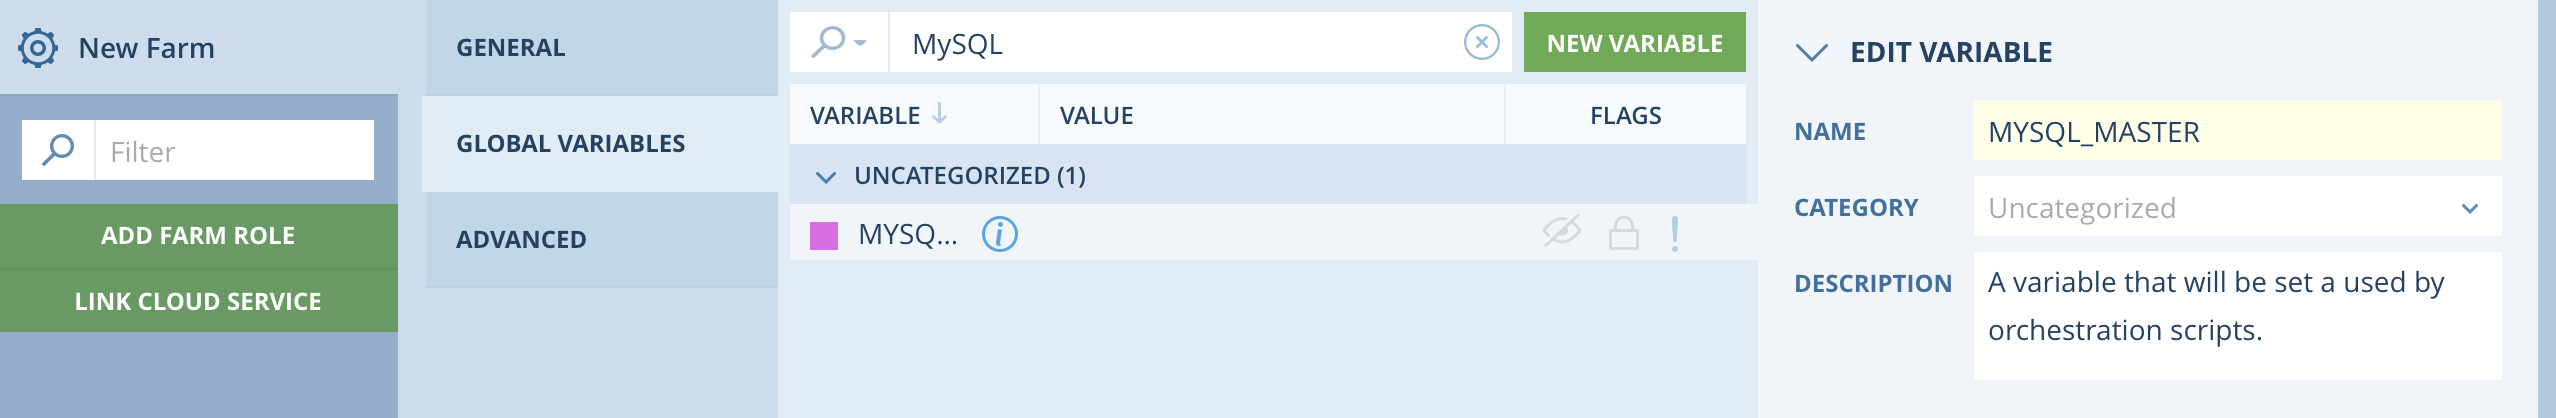 New Farm
Filter
ADD FARM ROLE
LINK CLOUD SERVICE
GENERAL
GLOBAL VARIABLES
ADVANCED
MySQL
NEW VARIABLE
VARIABLE VALUE FLAGS
UNCATEGORIZED (1)
MYSQ...
EDIT VARIABLE
NAME MYSQL_MASTER
CATEGORY Uncategorized
DESCRIPTION A variable that will be set a used by
orchestration scripts.